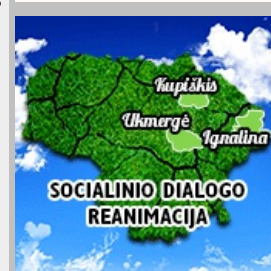 Kupiškis
Ukmergė
Ignalina
SOCIALINIO DIALOGO
REANIMACIJA